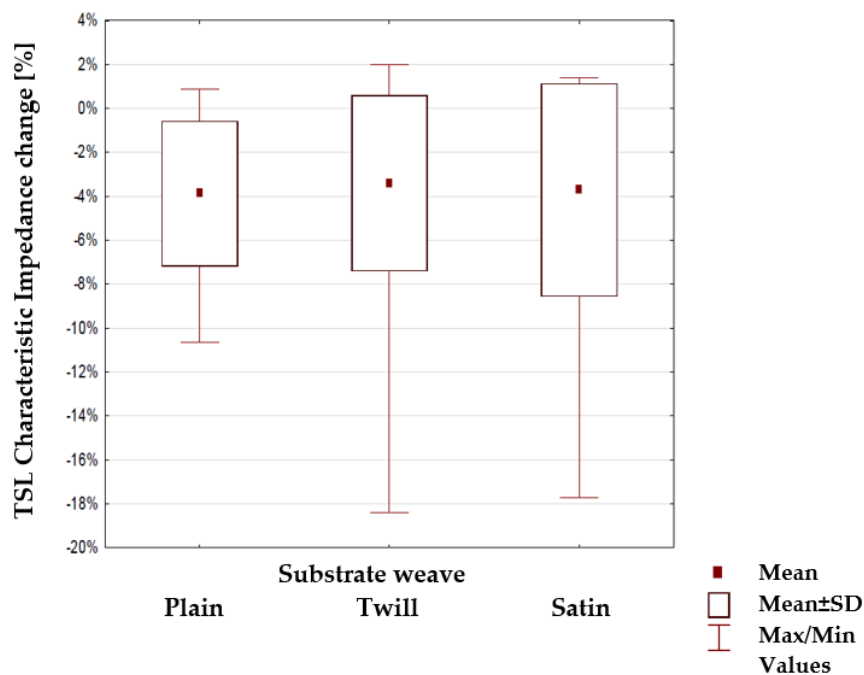 TSL Characteristic Impedance change [%]
4%
2%
0%
-2%
-4%
-6%
-8%
-10%
-12%
-14%
-16%
-18%
-20%
Substrate weave
Plain Twill Satin
Mean
Mean±SD
Max/Min
Values